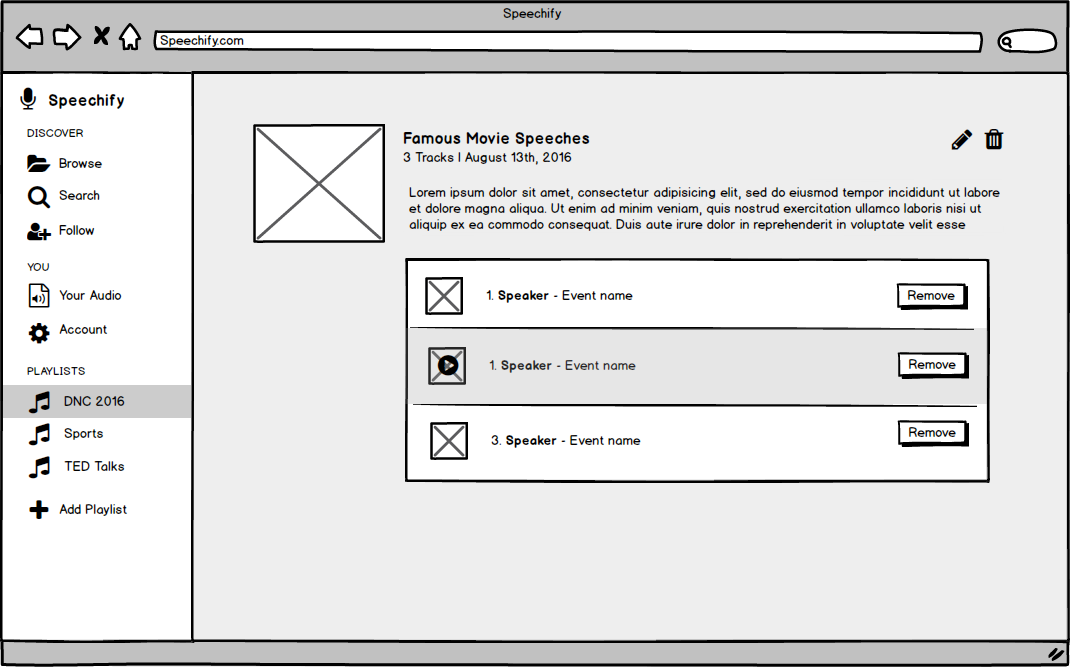 Speechify
Speechify.com
Speechify
DISCOVER
Browse
Search
Follow
YOU
Your Audio
Account
PLAYLISTS
DNC 2016
Sports
TED Talks
Add Playlist
Famous Movie Speeches
3 Tracks | August 13th, 2016
Lorem ipsum dolor sit amet, consectetur adipisicing elit, sed do eiusmod tempor incididunt ut labore
et dolore magna aliqua. Ut enim ad minim veniam, quis nostrud exercitation ullamco laboris nisi ut
aliquip ex ea commodo consequat. Duis aute irure dolor in reprehenderit in voluptate velit esse
1. Speaker - Event name
Remove
1. Speaker - Event name
Remove
3. Speaker - Event name
Remove